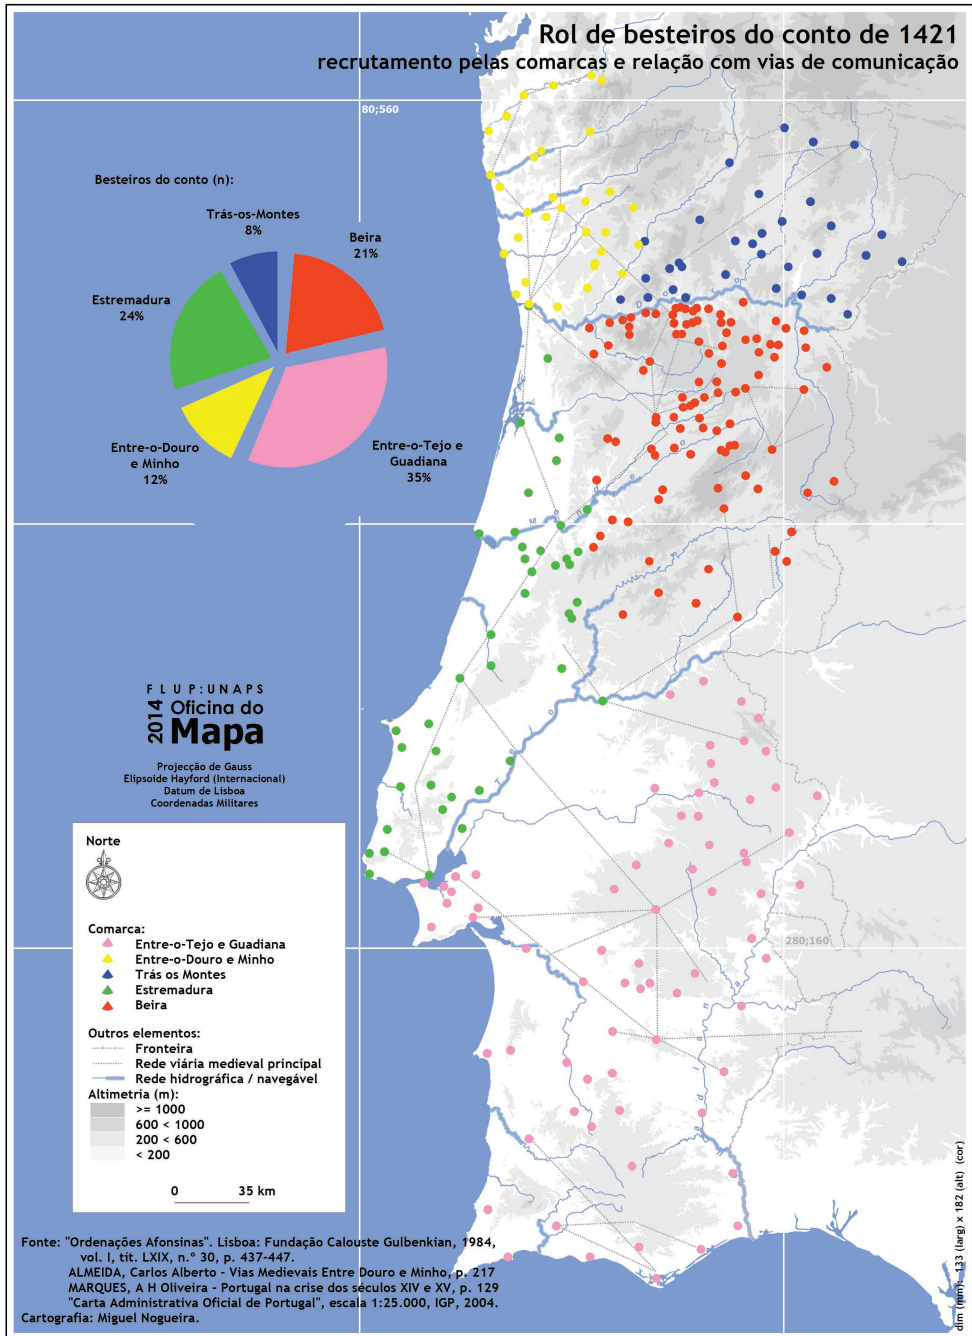 Rol de besteiros do conto de 1421
recrutamento pelas comarcas e relação com vias de comunicação
80;560
Besteiros do conto (n):
Trás-os-Montes
8%
Beira
21%
Estremadura
24%
Entre-o-Douro
e Minho
12%
Entre-o-Tejo e
Guadiana
35%
FLUP:UNAPS
2014 Oficina do
Mapa
Projecção de Gauss
Elipsoide Hayford (Internacional)
Datum de Lisboa
Coordenadas Militares
Norte
Comarca:
Entre-o-Tejo e Guadiana
Entre-o-Douro e Minho
Trás os Montes
Estremadura
Beira
Outros elementos:
Fronteira
Rede viária medieval principal
Rede hidrográfica / navegável
Altimetria (m):
>= 1000
600 < 1000
200 < 600
< 200
0 35 km
280;160
Fonte: "Ordenações Afonsinas". Lisboa: Fundação Calouste Gulbenkian, 1984,
vol. I, tít. LXIX, n.º 30, p. 437-447.
ALMEIDA, Carlos Alberto - Vias Medievais Entre Douro e Minho, p. 217
MARQUES, A H Oliveira - Portugal na crise dos séculos XIV e XV, p. 129
"Carta Administrativa Oficial de Portugal", escala 1:25.000, IGP, 2004.
Cartografia: Miguel Nogueira.
dim (mm): 133 (larg) x 182 (alt) (cor)